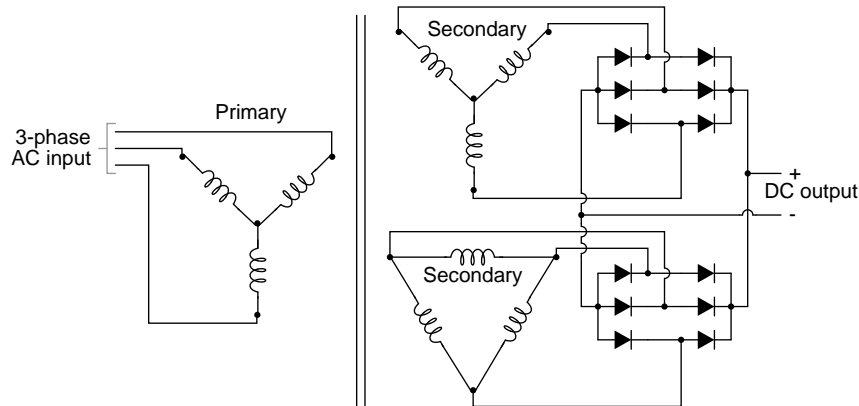 Secondary
Primary
3-phase
AC input
+
DC output
-
Secondary